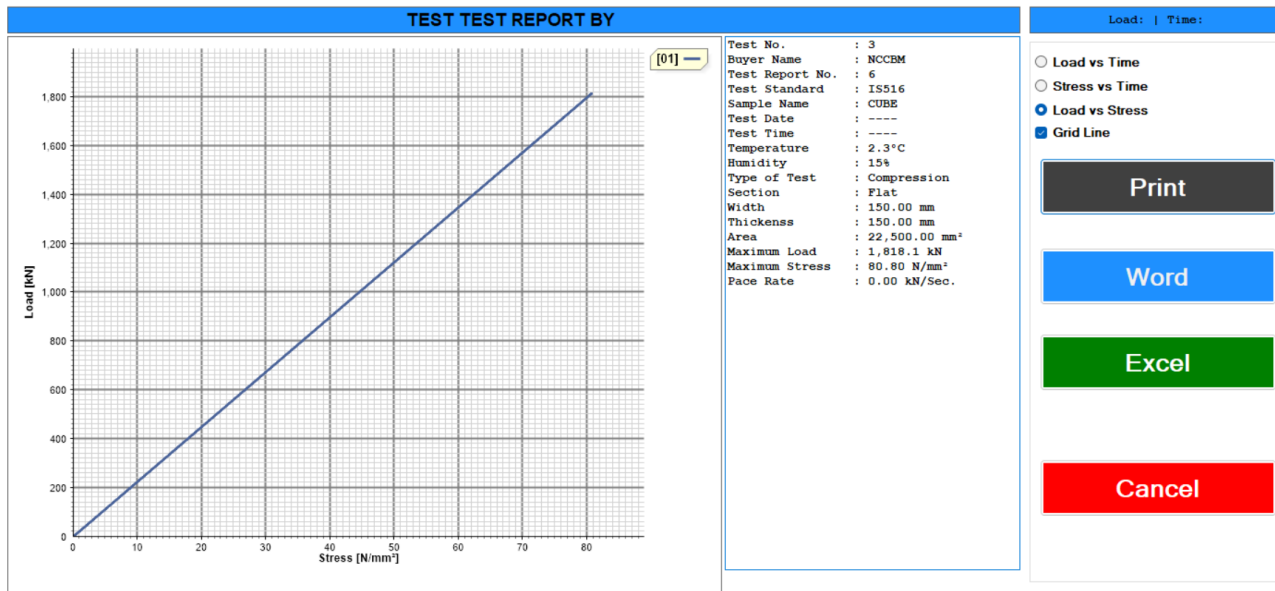 TEST TEST REPORT BY
Load: | Time:
[01]
Load [kN]
1,800
1,600
1,400
1,200
1,000
800
600
400
200
0
0 10 20 30 40 50 60 70 80
Stress [N/mm²]
Test No. : 3
Buyer Name : NCCBM
Test Report No. : 6
Test Standard : IS516
Sample Name : CUBE
Test Date : ----
Test Time : ----
Temperature : 2.3°C
Humidity : 15%
Type of Test : Compression
Section : Flat
Width : 150.00 mm
Thickenss : 150.00 mm
Area : 22,500.00 mm²
Maximum Load : 1,818.1 kN
Maximum Stress : 80.80 N/mm²
Pace Rate : 0.00 kN/Sec.
Load vs Time
Stress vs Time
Load vs Stress
Grid Line
Print
Word
Excel
Cancel